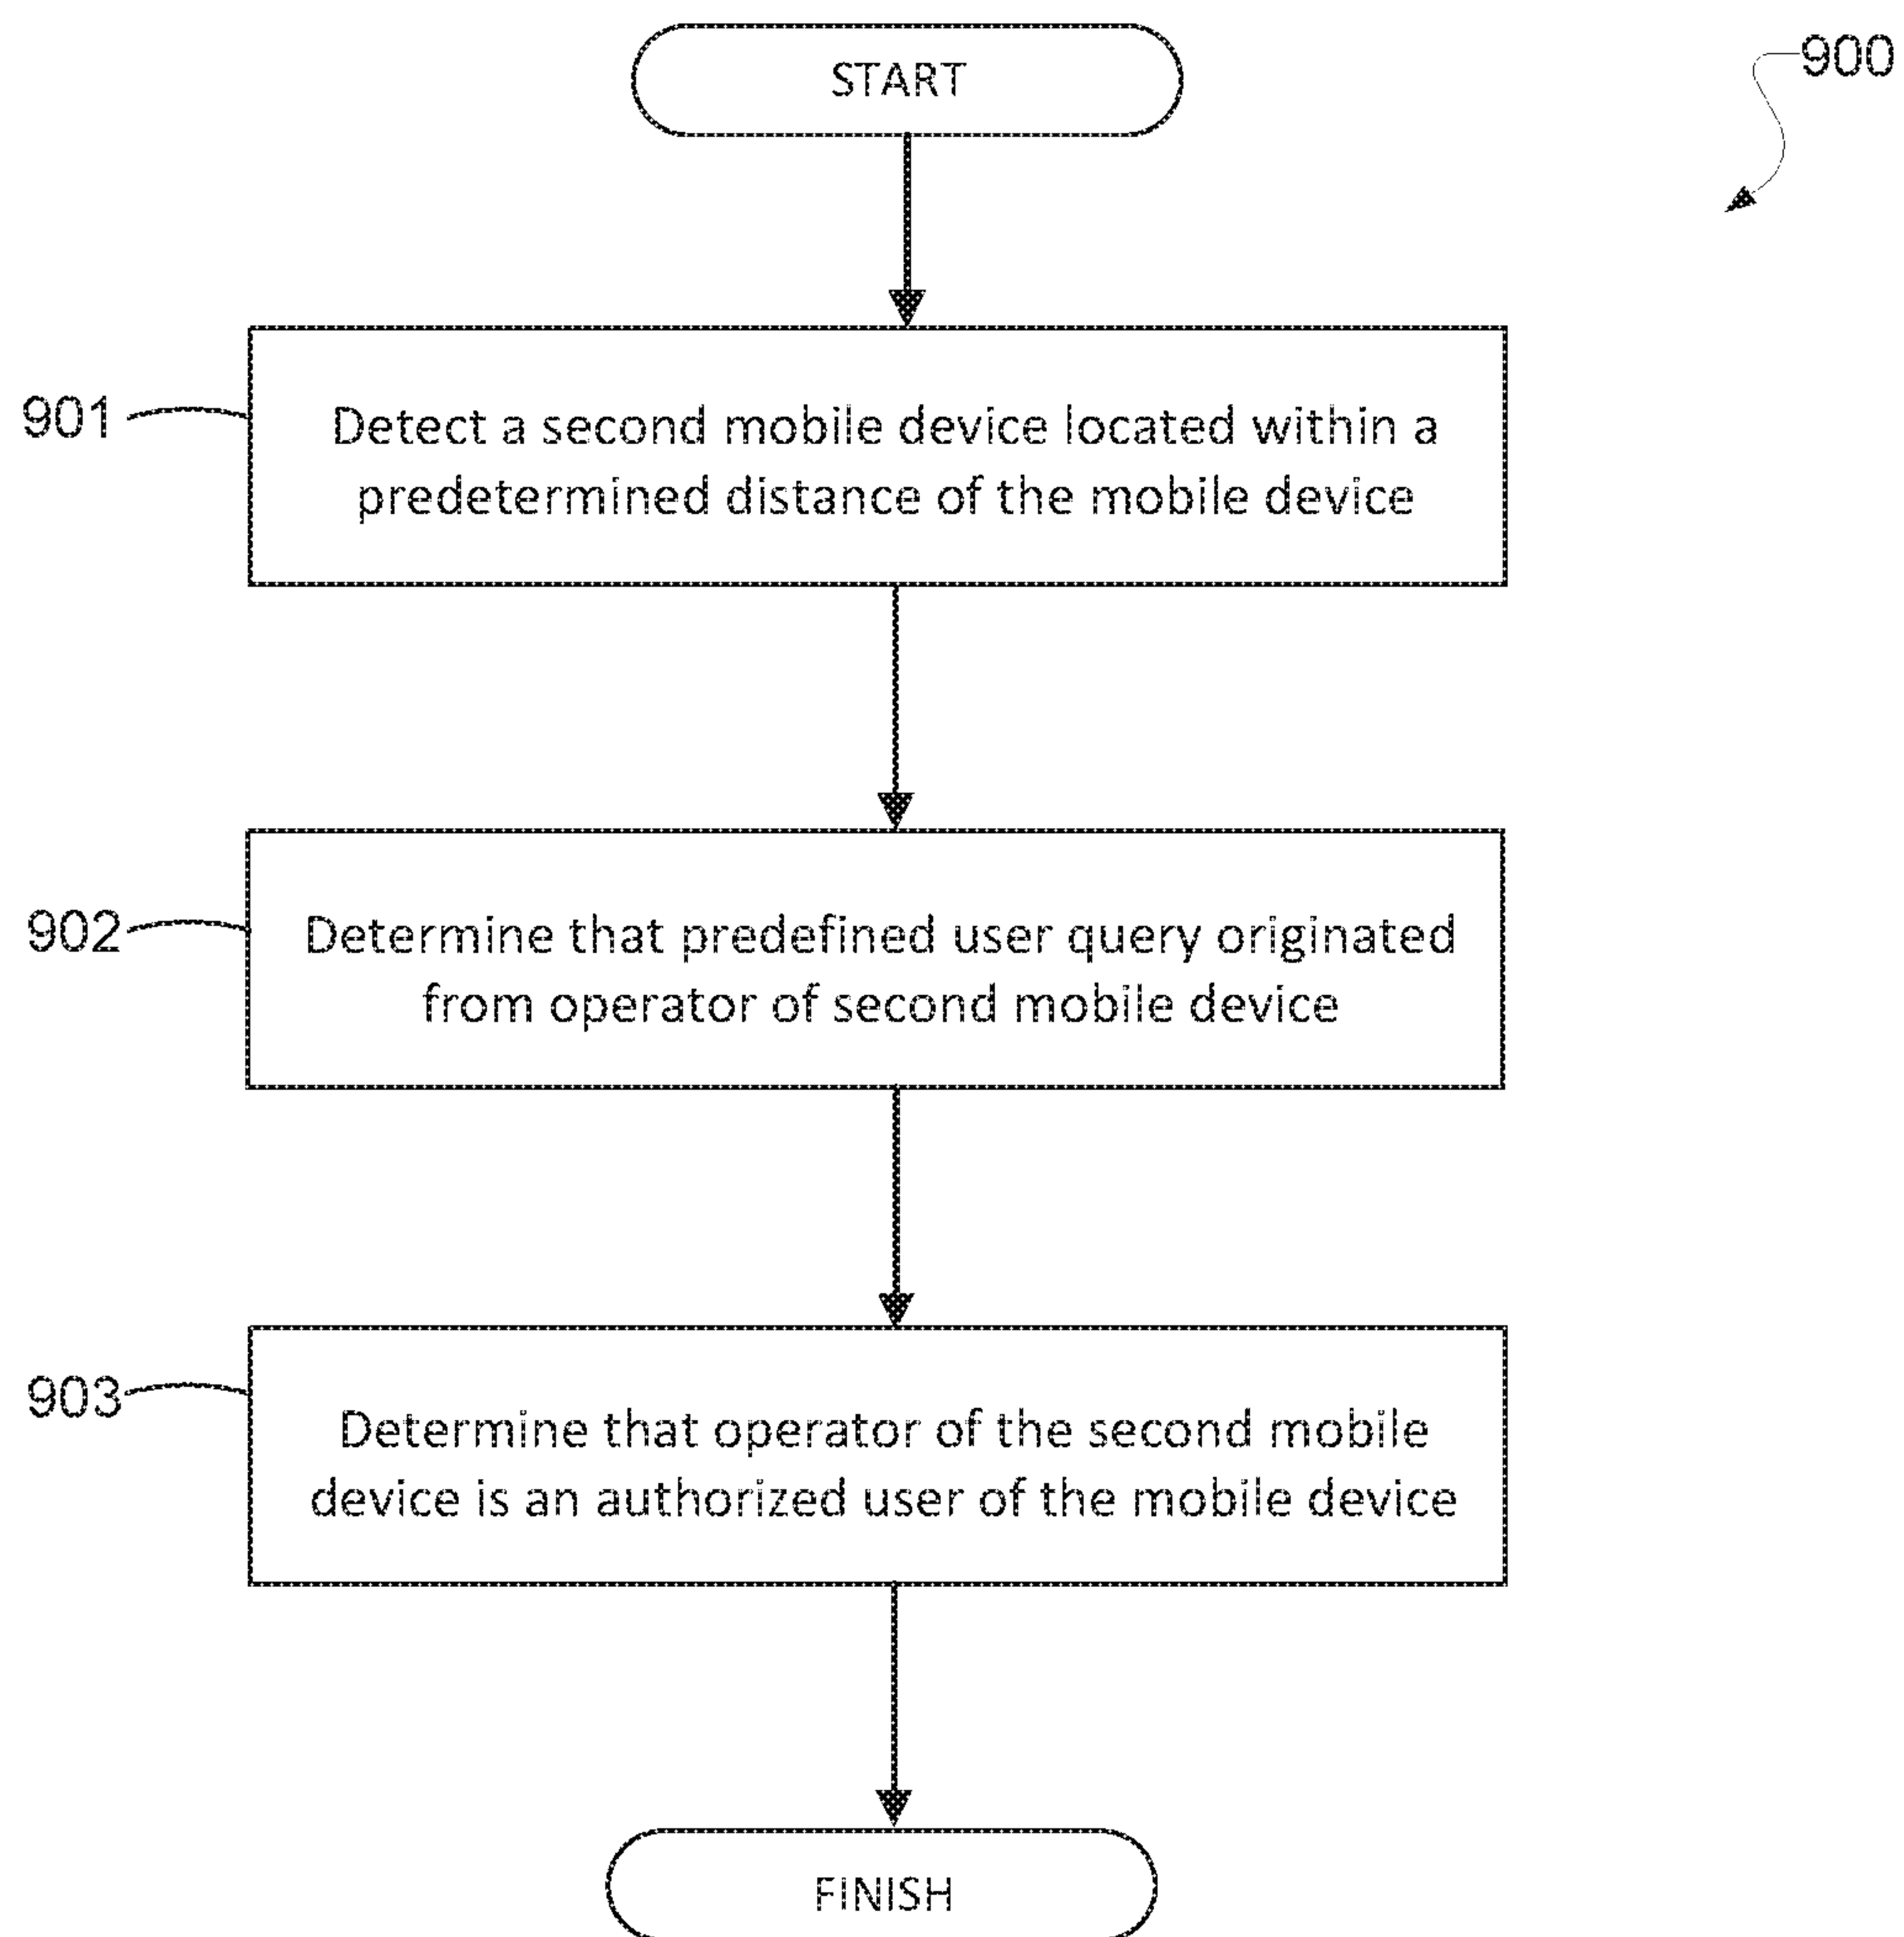 START
900
901
Detect a second mobile device located within a
predetermined distance of the mobile device
902
Determine that predefined user query originated
from operator of second mobile device
903
Determine that operator of the second mobile
device is an authorized user of the mobile device
FINISH